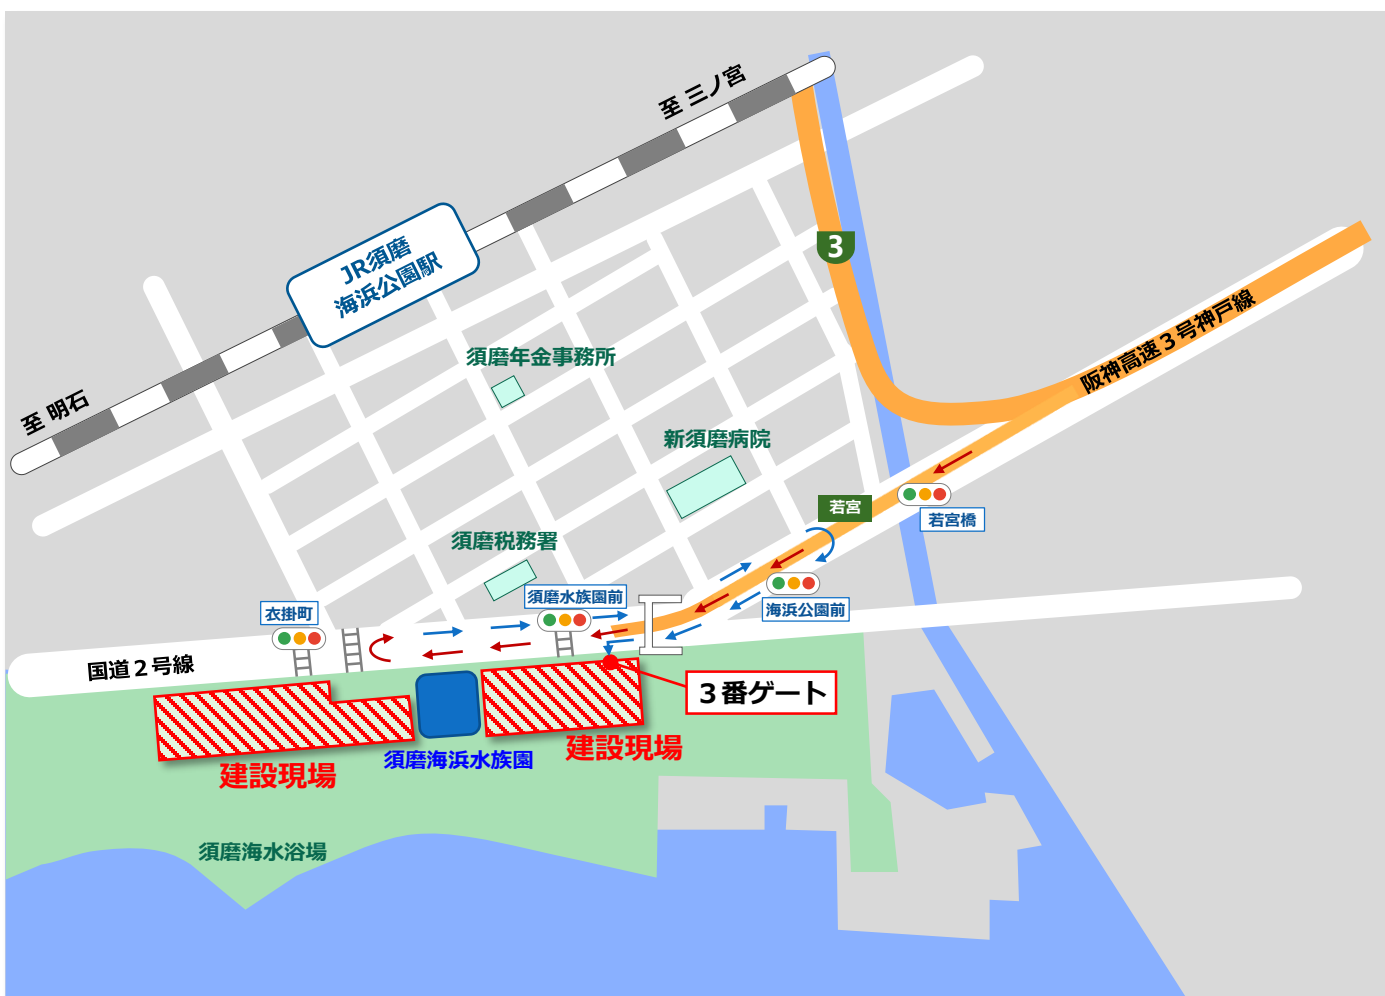 至 三ノ宮
JR須磨
海浜公園駅
3
至 明石
阪神高速３号神戸線
須磨年金事務所
新須磨病院
若宮
若宮橋
須磨税務署
須磨水族園前
海浜公園前
衣掛町
国道２号線
３番ゲート
須磨海浜水族園
建設現場
建設現場
須磨海水浴場